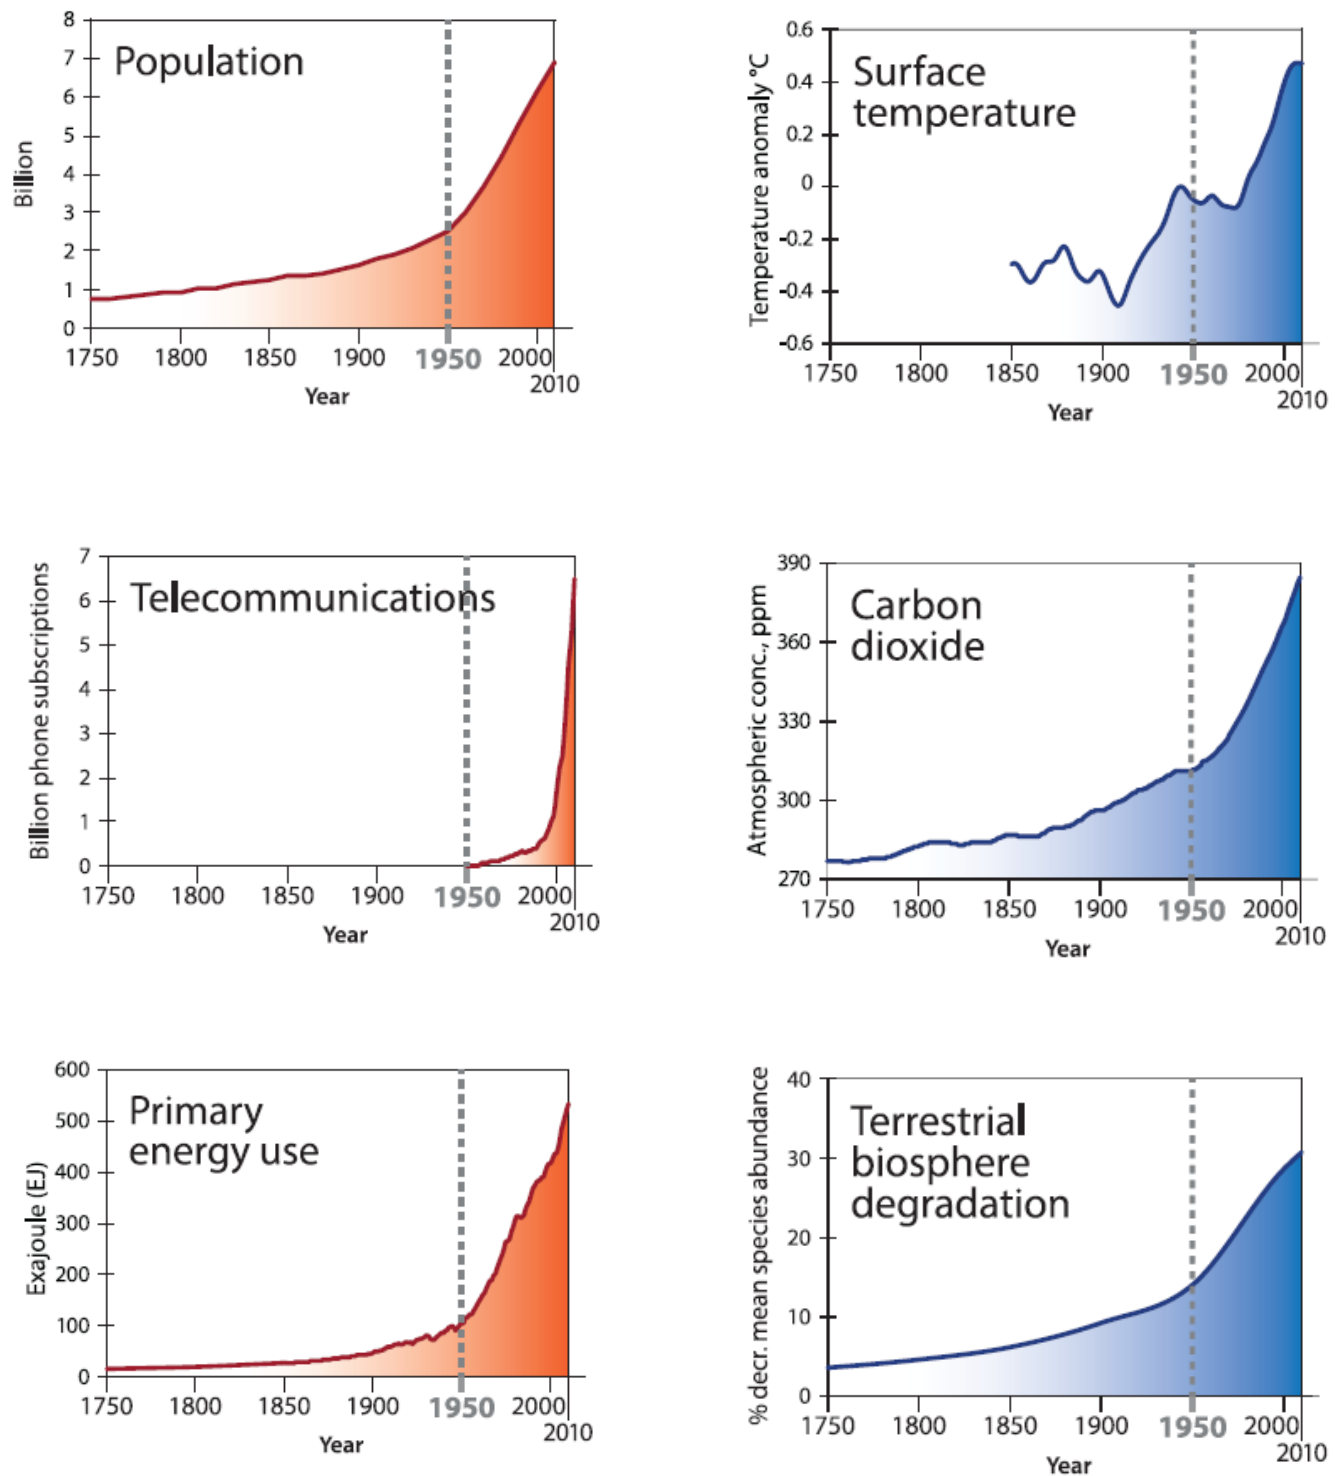 Population
8
7
6
5
4
3
2
1
0
Billion
1750 1800 1850 1900 1950 2000
2010
Year
Surface
temperature
0.6
0.4
0.2
0
-0.2
-0.4
-0.6
Temperature anomaly °C
1750 1800 1850 1900 1950 2000
2010
Year
Telecommunications
7
6
5
4
3
2
1
0
Billion phone subscriptions
1750 1800 1850 1900 1950 2000
2010
Year
Carbon
dioxide
390
360
330
300
270
Atmospheric conc., ppm
1750 1800 1850 1900 1950 2000
2010
Year
Primary
energy use
600
500
400
300
200
100
0
Exajoule (EJ)
1750 1800 1850 1900 1950 2000
2010
Year
Terrestrial
biosphere
degradation
40
30
20
10
0
% decr. mean species abundance
1750 1800 1850 1900 1950 2000
2010
Year